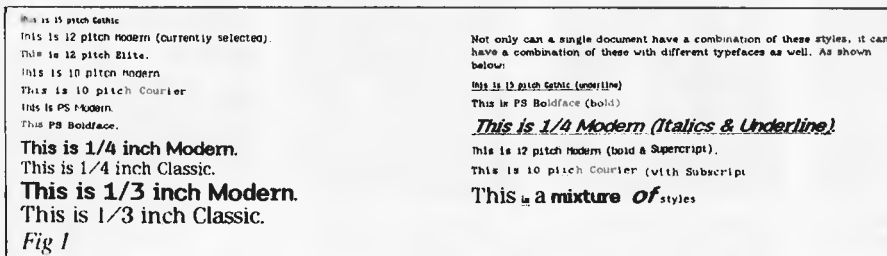 This is 15 pitch Gothic
This is 12 pitch Modern (currently selected).
This is 12 pitch Elite.
This is 10 pitch Modern
This is 10 pitch Courier
This is PS Modern.
This PS Boldface.
This is 1/4 inch Modern.
This is 1/4 inch Classic.
This is 1/3 inch Modern.
This is 1/3 inch Classic.
Fig 1
Not only can a single document have a combination of these styles, it can
have a combination of these with different typefaces as well. As shown
below:
This is 15 pitch Gothic (underline)
This is PS Boldface (bold)
This is 1/4 Modern (Italics & Underline).
This is 12 pitch Modern (bold & Supercript).
This is 10 pitch Courier (with Subscript
This is a mixture of styles